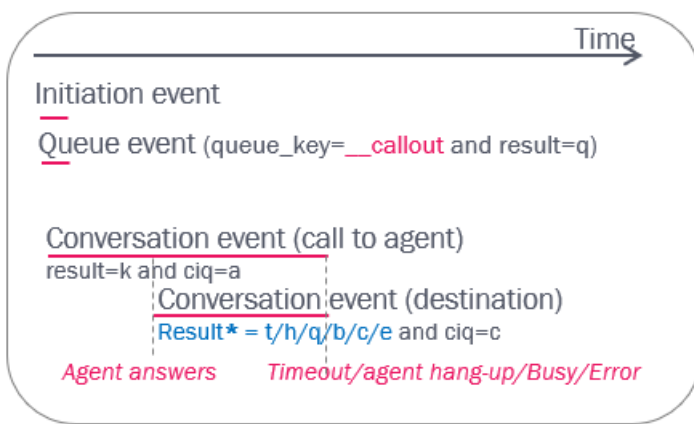 Time
Initiation event
Queue event (queue_key=__callout and result=q)
Conversation event (call to agent)
result=k and ciq=a
Conversation event (destination)
Result* = t/h/q/b/c/e and ciq=c
Agent answers
Timeout/agent hang-up/Busy/Error